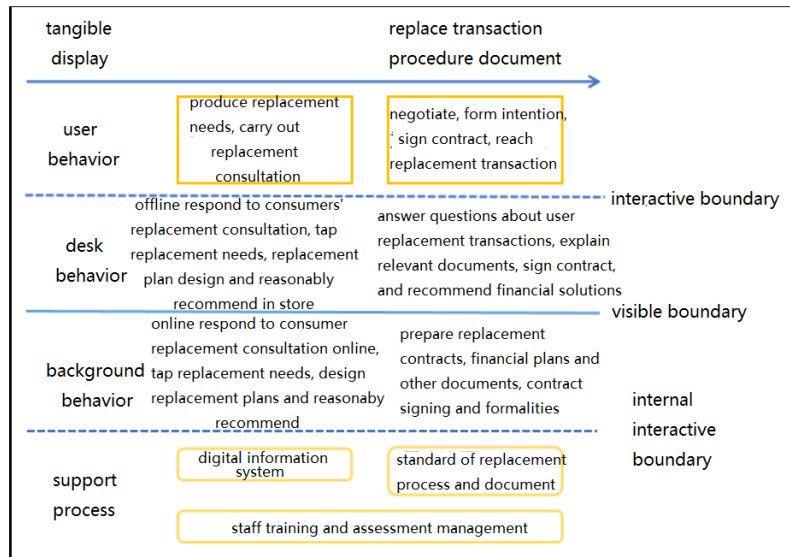 tangible
display
replace transaction
procedure document
user
behavior
produce replacement
needs, carry out
replacement
consultation
negotiate, form intention,
sign contract, reach
replacement transaction
interactive boundary
desk
behavior
offline respond to consumers'
replacement consultation, tap
replacement needs, replacement
plan design and reasonably
recommend in store
answer questions about user
replacement transactions, explain
relevant documents, sign contract,
and recommend financial solutions
visible boundary
background
behavior
online respond to consumer
replacement consultation online,
tap replacement needs, design
replacement plans and reasonaby
recommend
prepare replacement
contracts, financial plans and
other documents, contract
signing and formalities
internal
interactive
boundary
support
process
digital information
system
standard of replacement
process and document
staff training and assessment management